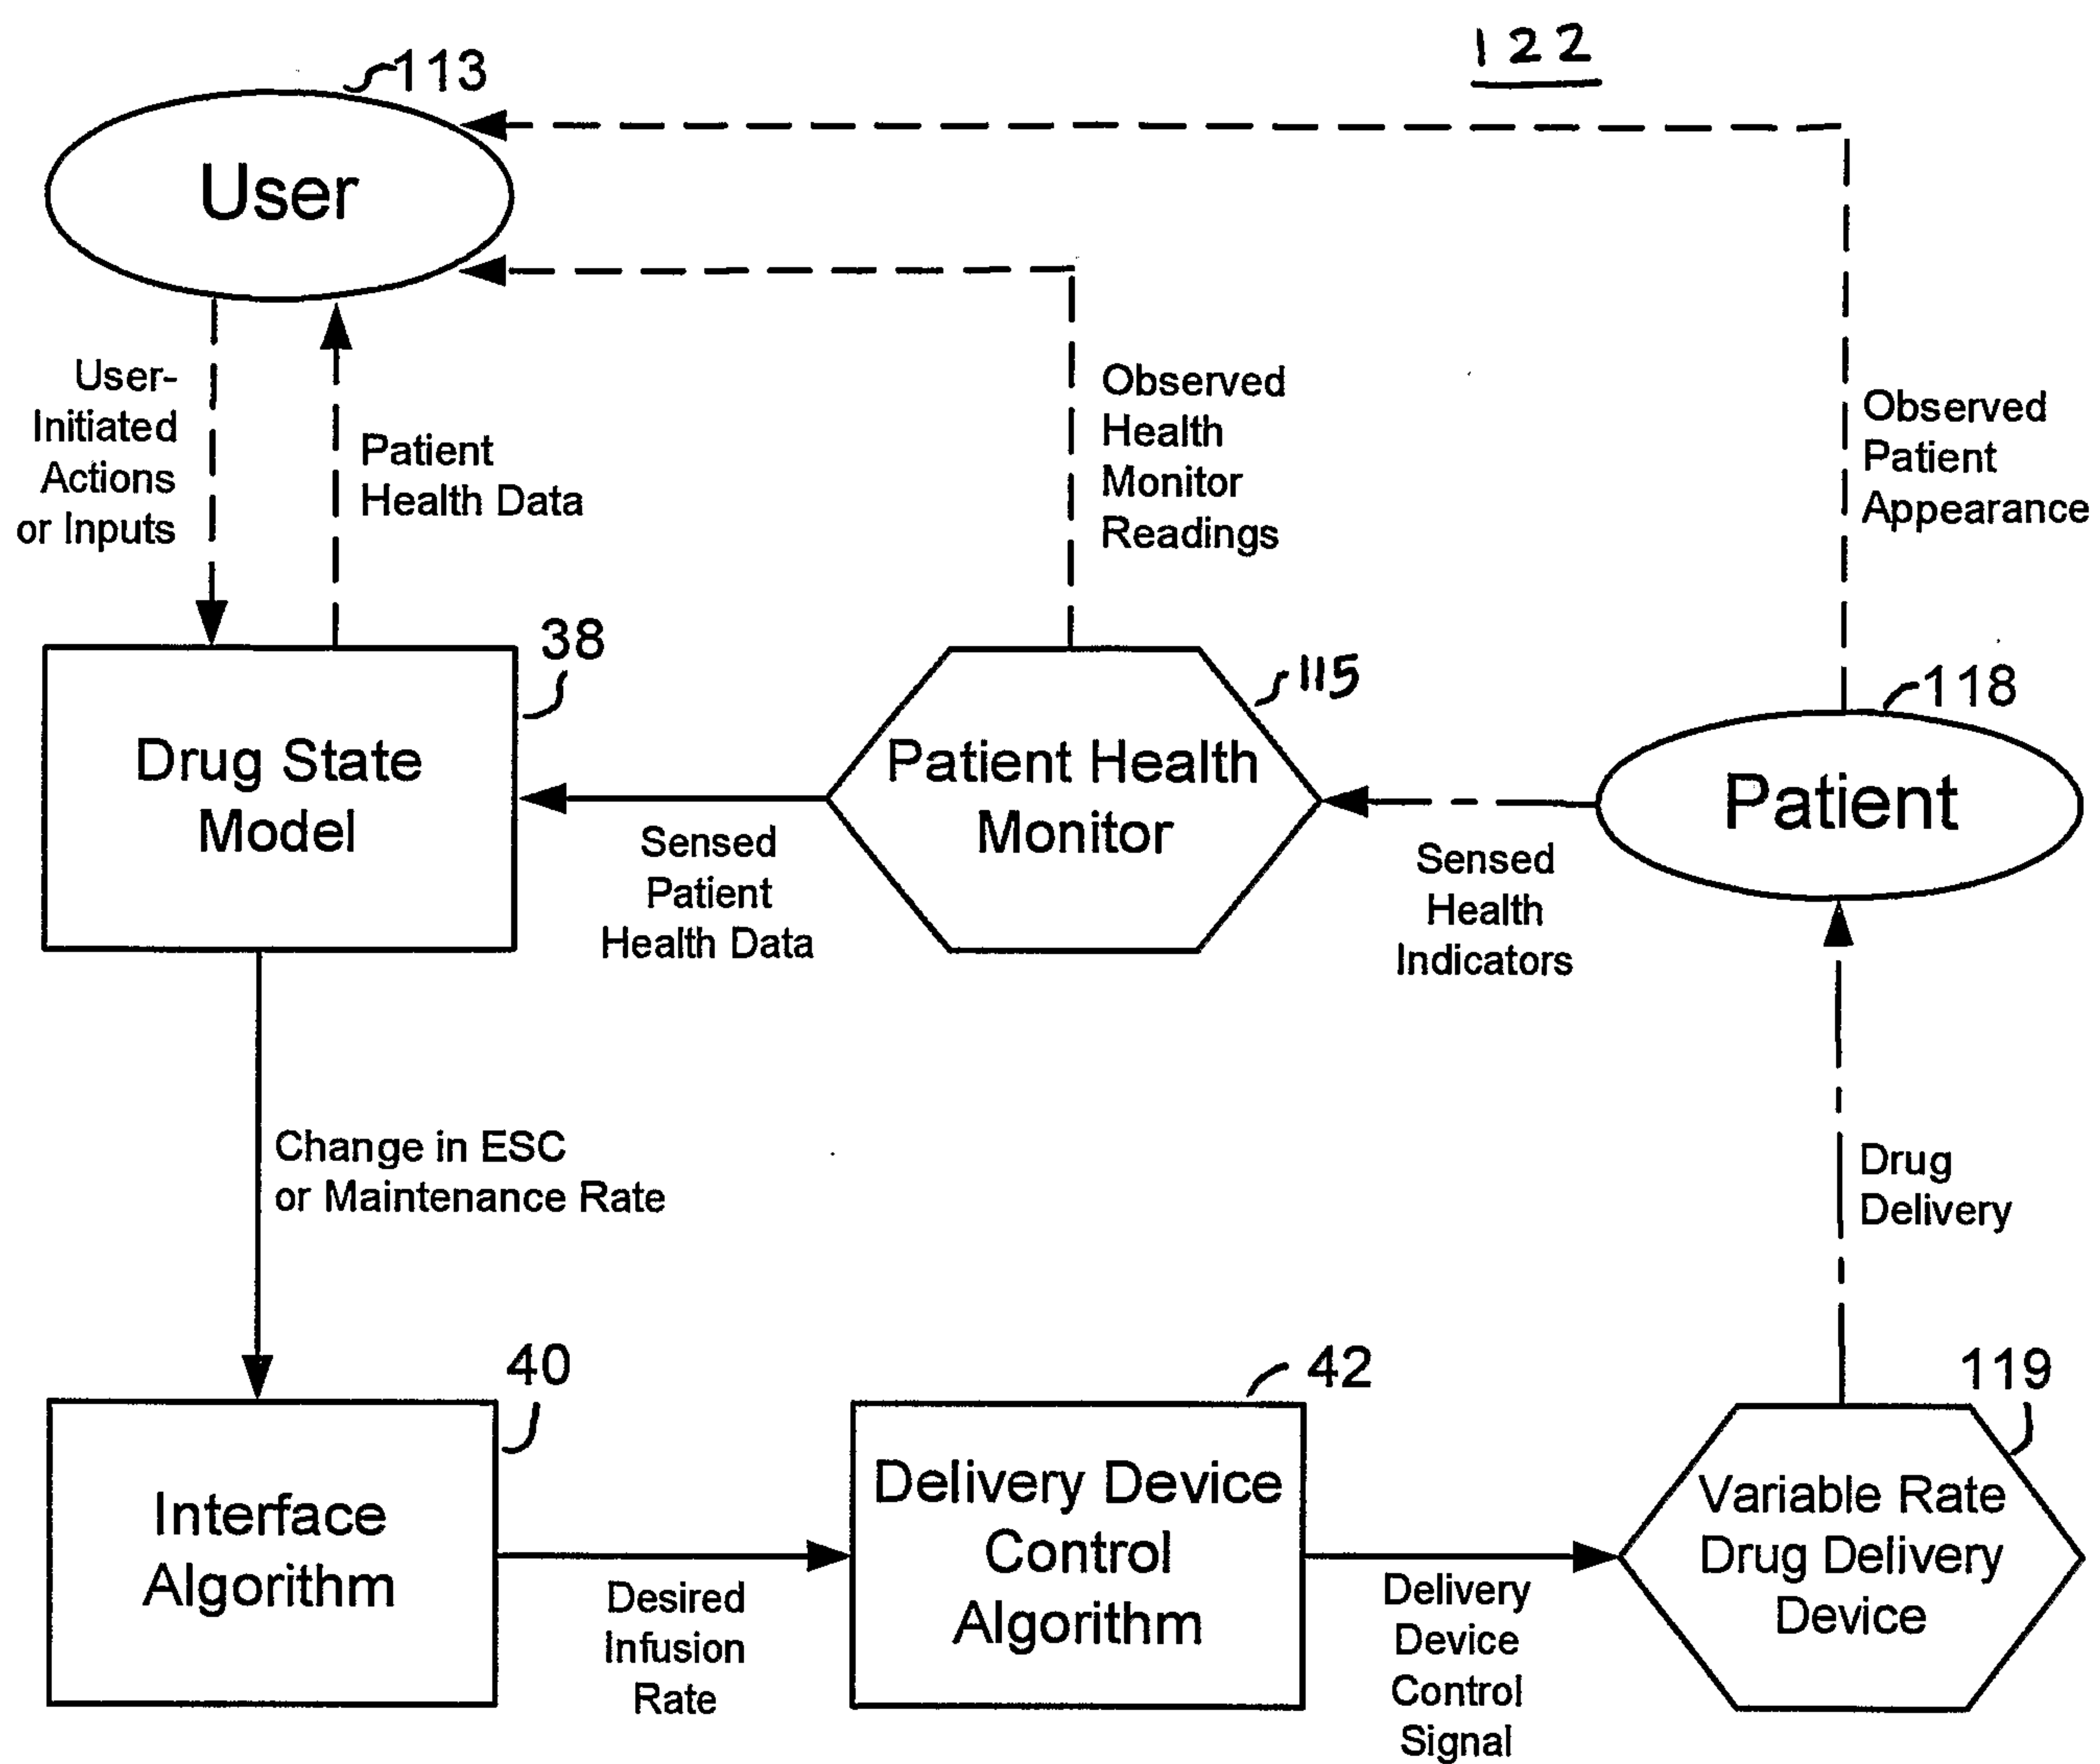 122
113
User
User-
Initiated
Actions
or Inputs
Patient
Health Data
Observed
Health
Monitor
Readings
Observed
Patient
Appearance
38
Drug State
Model
115
Patient Health
Monitor
118
Patient
Sensed
Patient
Health Data
Sensed
Health
Indicators
Change in ESC
or Maintenance Rate
Drug
Delivery
40
Interface
Algorithm
42
Delivery Device
Control
Algorithm
119
Variable Rate
Drug Delivery
Device
Desired
Infusion
Rate
Delivery
Device
Control
Signal